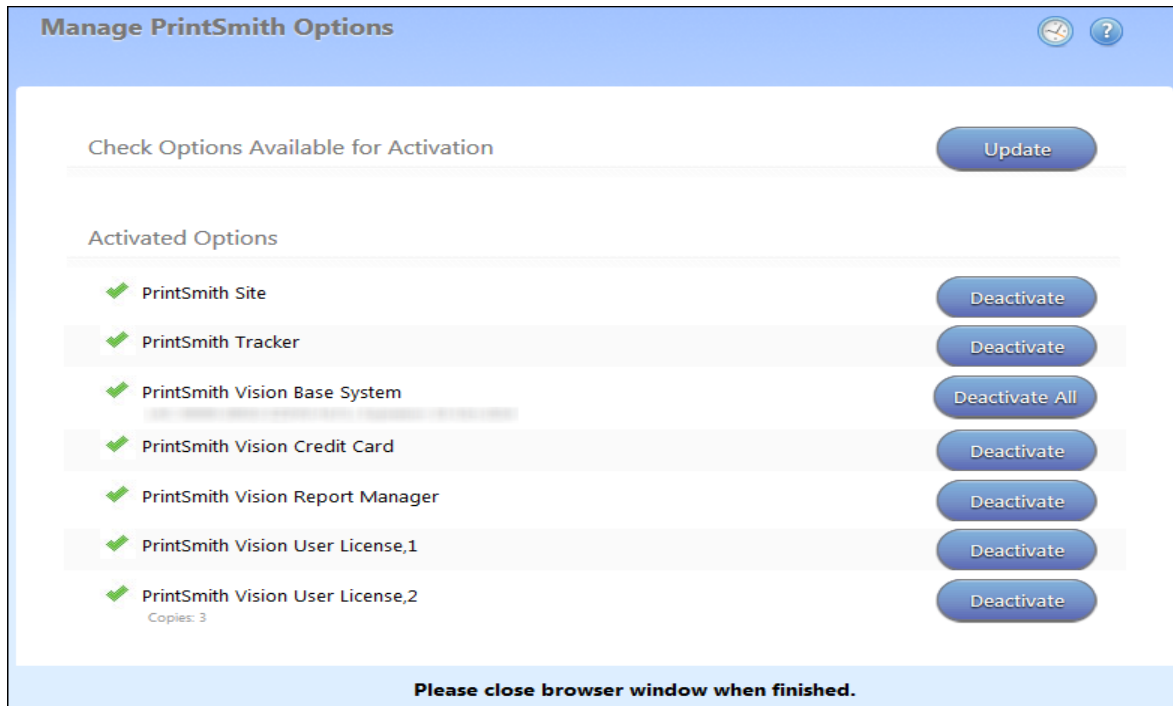 Manage PrintSmith Options
?
Check Options Available for Activation Update
Activated Options
PrintSmith Site Deactivate
PrintSmith Tracker Deactivate
PrintSmith Vision Base System Deactivate All
PrintSmith Vision Credit Card Deactivate
PrintSmith Vision Report Manager Deactivate
PrintSmith Vision User License,1 Deactivate
PrintSmith Vision User License,2 Deactivate
Copies: 3
Please close browser window when finished.